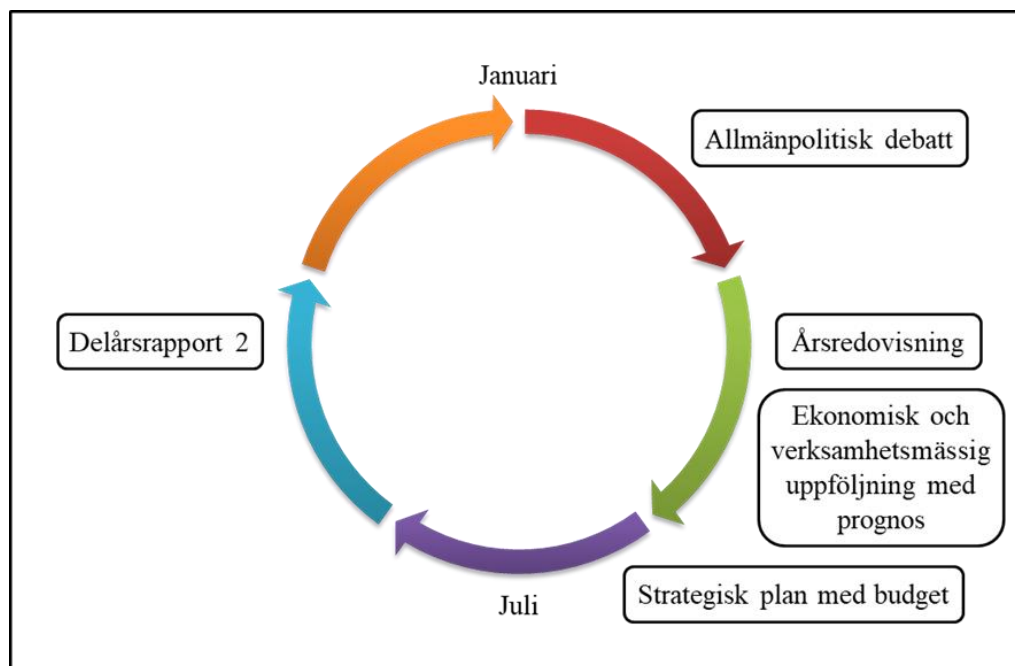 Januari
Allmänpolitisk debatt
Årsredovisning
Ekonomisk och
verksamhetsmässig
uppföljning med
prognos
Strategisk plan med budget
Juli
Delårsrapport 2